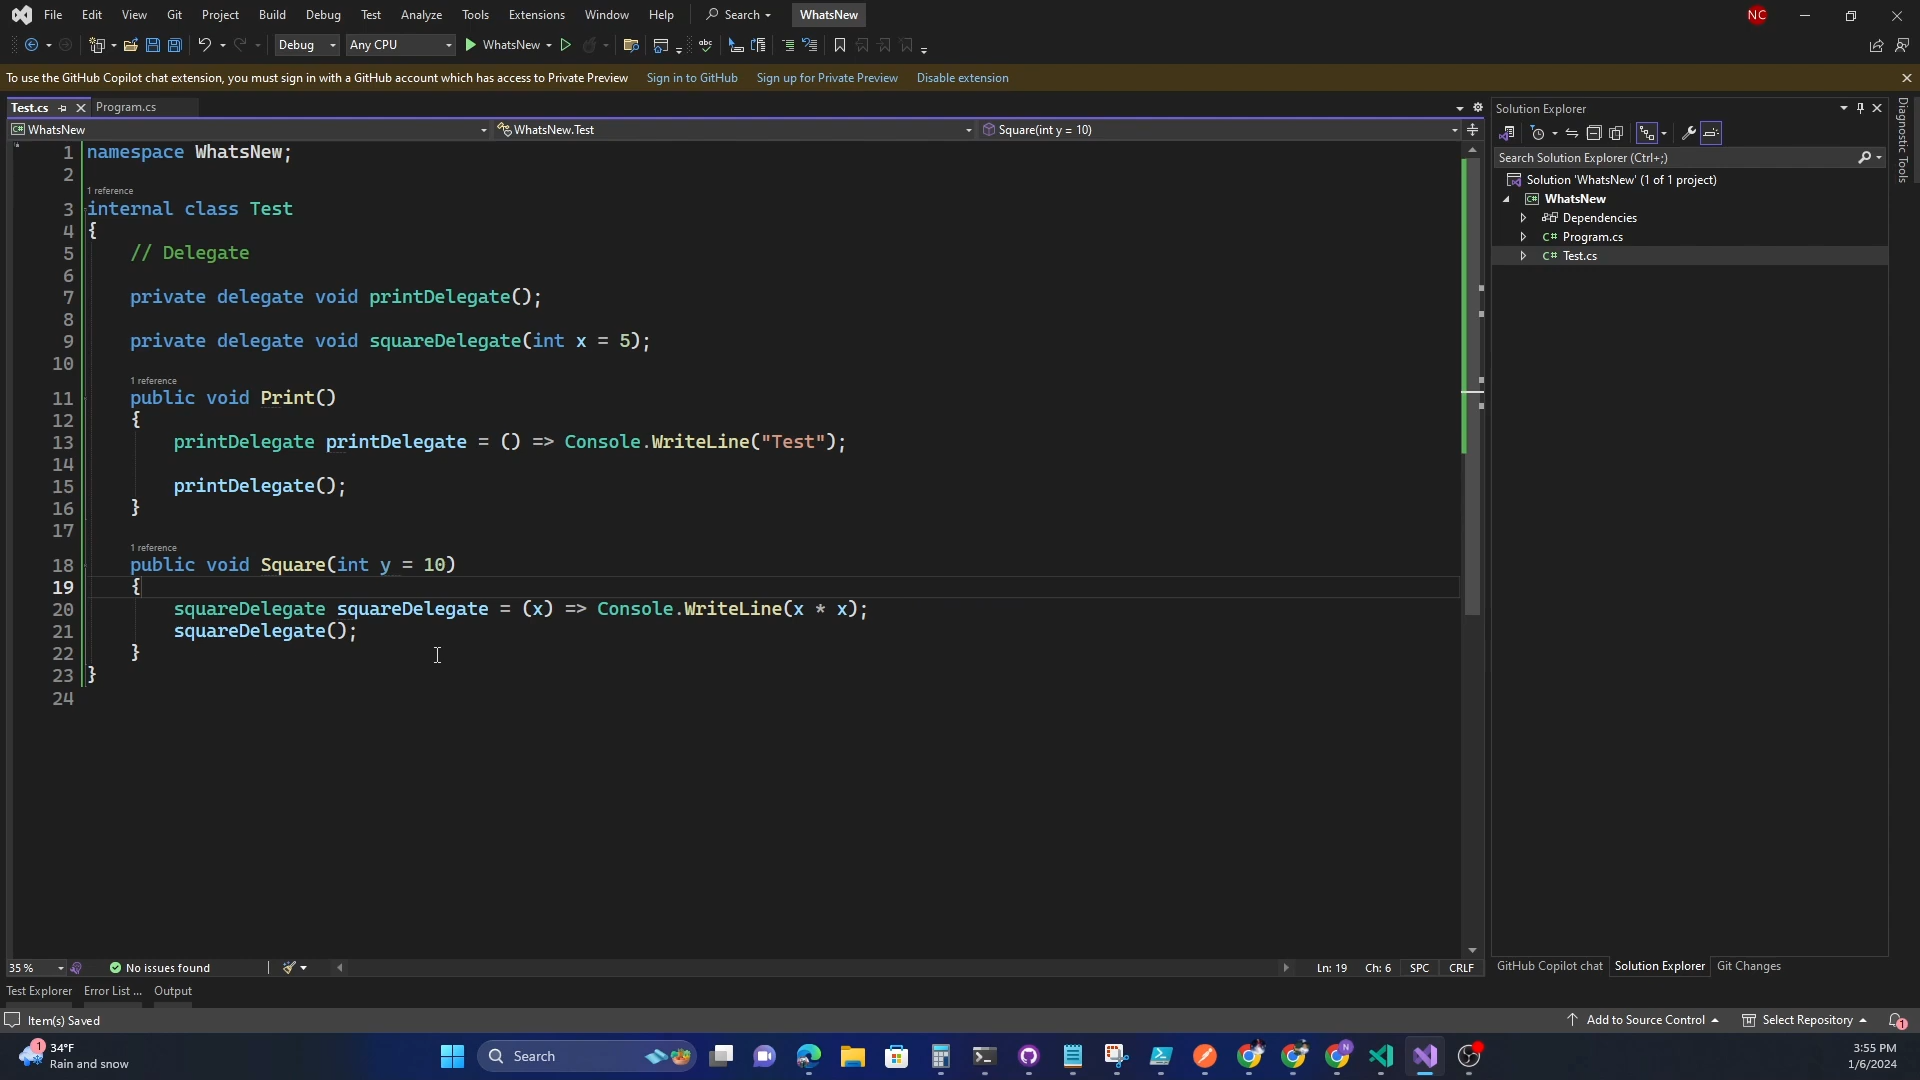 File Edit View Git Project Build Debug Test Analyze Tools Extensions Window Help Search WhatsNew NC
Debug Any CPU WhatsNew
To use the GitHub Copilot chat extension, you must sign in with a GitHub account which has access to Private Preview Sign in to GitHub Sign up for Private Preview Disable extension
Test.cs Program.cs
WhatsNew WhatsNew.Test Square(int y = 10)
1 namespace WhatsNew;
2
1 reference
3 internal class Test
4 {
5 // Delegate
6
7 private delegate void printDelegate();
8
9 private delegate void squareDelegate(int x = 5);
10
1 reference
11 public void Print()
12 {
13 printDelegate printDelegate = () => Console.WriteLine("Test");
14
15 printDelegate();
16 }
17
1 reference
18 public void Square(int y = 10)
19 {
20 squareDelegate squareDelegate = (x) => Console.WriteLine(x * x);
21 squareDelegate();
22 }
23 }
24
35 % No issues found Ln: 19 Ch: 6 SPC CRLF
Test Explorer Error List ... Output
Item(s) Saved
Solution Explorer
Search Solution Explorer (Ctrl+;)
Solution 'WhatsNew' (1 of 1 project)
C# WhatsNew
Dependencies
C# Program.cs
C# Test.cs
Diagnostic Tools
GitHub Copilot chat Solution Explorer Git Changes
Add to Source Control Select Repository 1
1 34°F
Rain and snow
Search
3:55 PM
1/6/2024